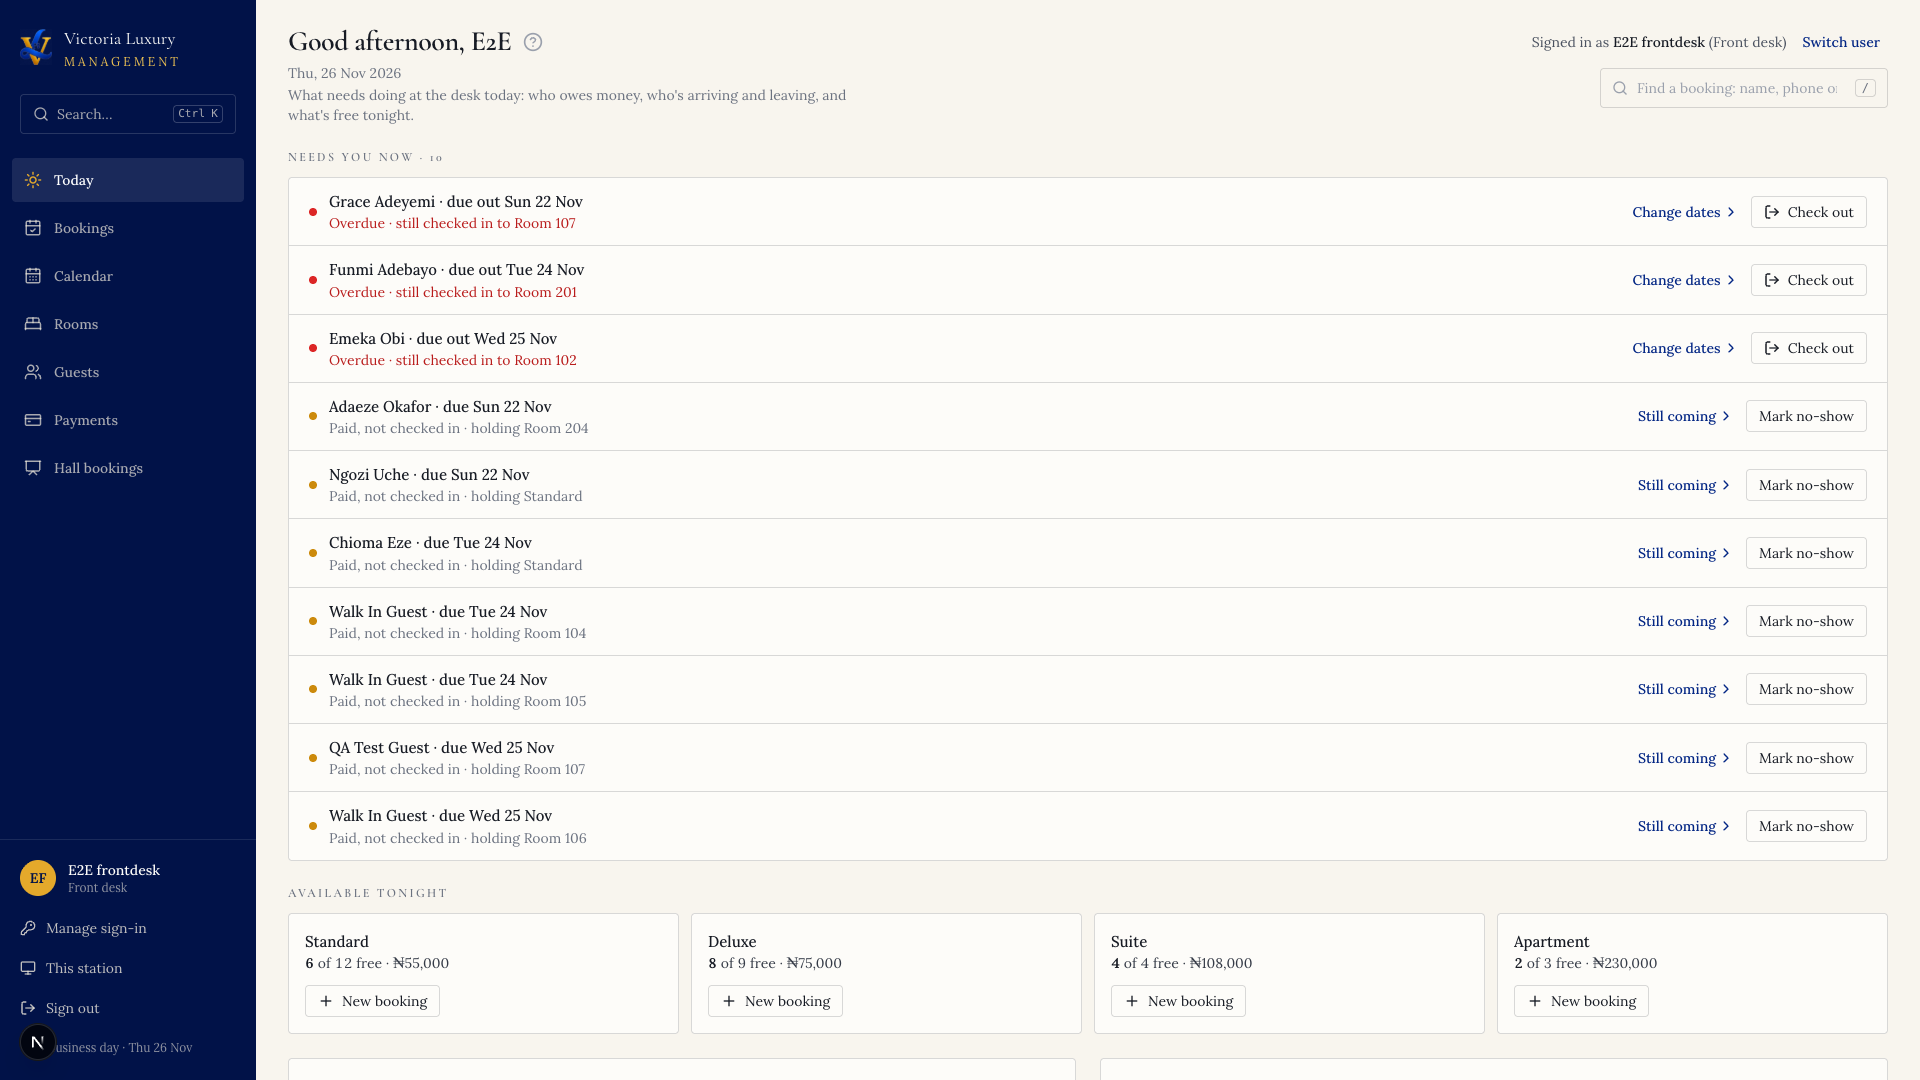 Victoria Luxury
MANAGEMENT
Search...
Ctrl K
Today
Bookings
Calendar
Rooms
Guests
Payments
Hall bookings
EF
E2E frontdesk
Front desk
Manage sign-in
This station
Sign out
N
usiness day · Thu 26 Nov
Good afternoon, E2E
?
Thu, 26 Nov 2026
What needs doing at the desk today: who owes money, who's arriving and leaving, and
what's free tonight.
Signed in as E2E frontdesk (Front desk)
Switch user
Find a booking: name, phone o
/
NEEDS YOU NOW · 10
Grace Adeyemi · due out Sun 22 Nov
Overdue · still checked in to Room 107
Change dates
Check out
Funmi Adebayo · due out Tue 24 Nov
Overdue · still checked in to Room 201
Change dates
Check out
Emeka Obi · due out Wed 25 Nov
Overdue · still checked in to Room 102
Change dates
Check out
Adaeze Okafor · due Sun 22 Nov
Paid, not checked in · holding Room 204
Still coming
Mark no-show
Ngozi Uche · due Sun 22 Nov
Paid, not checked in · holding Standard
Still coming
Mark no-show
Chioma Eze · due Tue 24 Nov
Paid, not checked in · holding Standard
Still coming
Mark no-show
Walk In Guest · due Tue 24 Nov
Paid, not checked in · holding Room 104
Still coming
Mark no-show
Walk In Guest · due Tue 24 Nov
Paid, not checked in · holding Room 105
Still coming
Mark no-show
QA Test Guest · due Wed 25 Nov
Paid, not checked in · holding Room 107
Still coming
Mark no-show
Walk In Guest · due Wed 25 Nov
Paid, not checked in · holding Room 106
Still coming
Mark no-show
AVAILABLE TONIGHT
Standard
6 of 12 free · ₦55,000
+ New booking
Deluxe
8 of 9 free · ₦75,000
+ New booking
Suite
4 of 4 free · ₦108,000
+ New booking
Apartment
2 of 3 free · ₦230,000
+ New booking